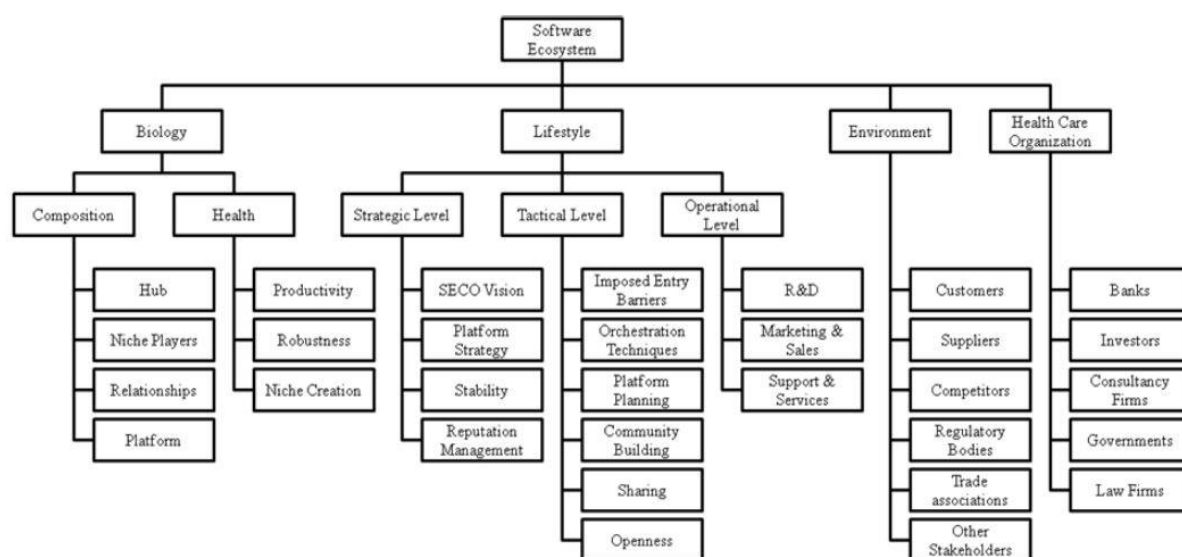 Software
Ecosystem
Biology
Lifestyle
Environment
Health Care
Organization
Composition
Health
Strategic Level
Tactical Level
Operational
Level
Hub
Niche Players
Relationships
Platform
Productivity
Robustness
Niche Creation
SECO Vision
Platform
Strategy
Stability
Reputation
Management
Imposed Entry
Barriers
Orchestration
Techniques
Platform
Planning
Community
Building
Sharing
Openness
R&D
Marketing &
Sales
Support &
Services
Customers
Suppliers
Competitors
Regulatory
Bodies
Trade
associations
Other
Stakeholders
Banks
Investors
Consultancy
Firms
Governments
Law Firms